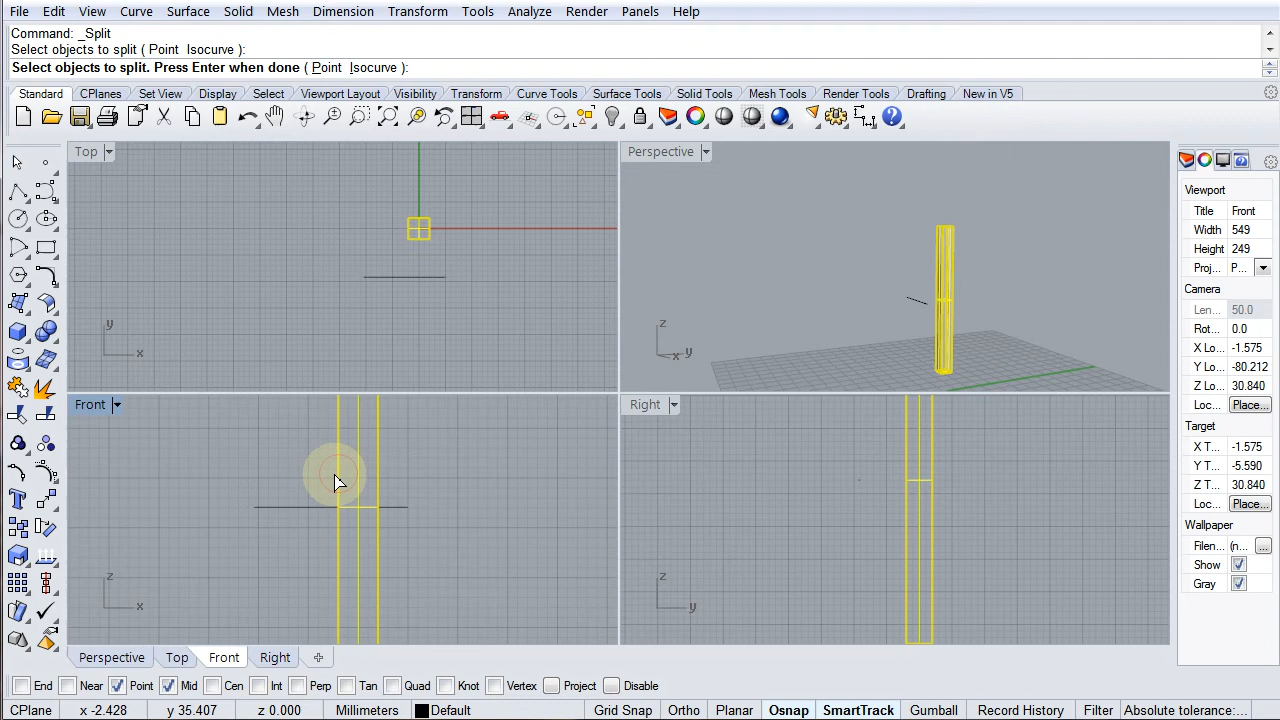 File Edit View Curve Surface Solid Mesh Dimension Transform Tools Analyze Render Panels Help
Command: _Split
Select objects to split ( Point Isocurve ):
Select objects to split. Press Enter when done ( Point Isocurve ):
Standard CPlanes Set View Display Select Viewport Layout Visibility Transform Curve Tools Surface Tools Solid Tools Mesh Tools Render Tools Drafting New in V5
Top
Perspective
Viewport
Title Front
Width 549
Height 249
Proj... P...
Camera
Len... 50.0
Rot... 0.0
X Lo... -1.575
Y Lo... -80.212
Z Lo... 30.840
Loc... Place...
Target
X T... -1.575
Y T... -5.590
Z T... 30.840
Loc... Place...
Wallpaper
Filen... (n... ...
Show
Gray
y
x
z
x y
Front
Right
z
x
z
y
Perspective Top Front Right
End Near Point Mid Cen Int Perp Tan Quad Knot Vertex Project Disable
CPlane x -2.428 y 35.407 z 0.000 Millimeters Default Grid Snap Ortho Planar Osnap SmartTrack Gumball Record History Filter Absolute tolerance:...